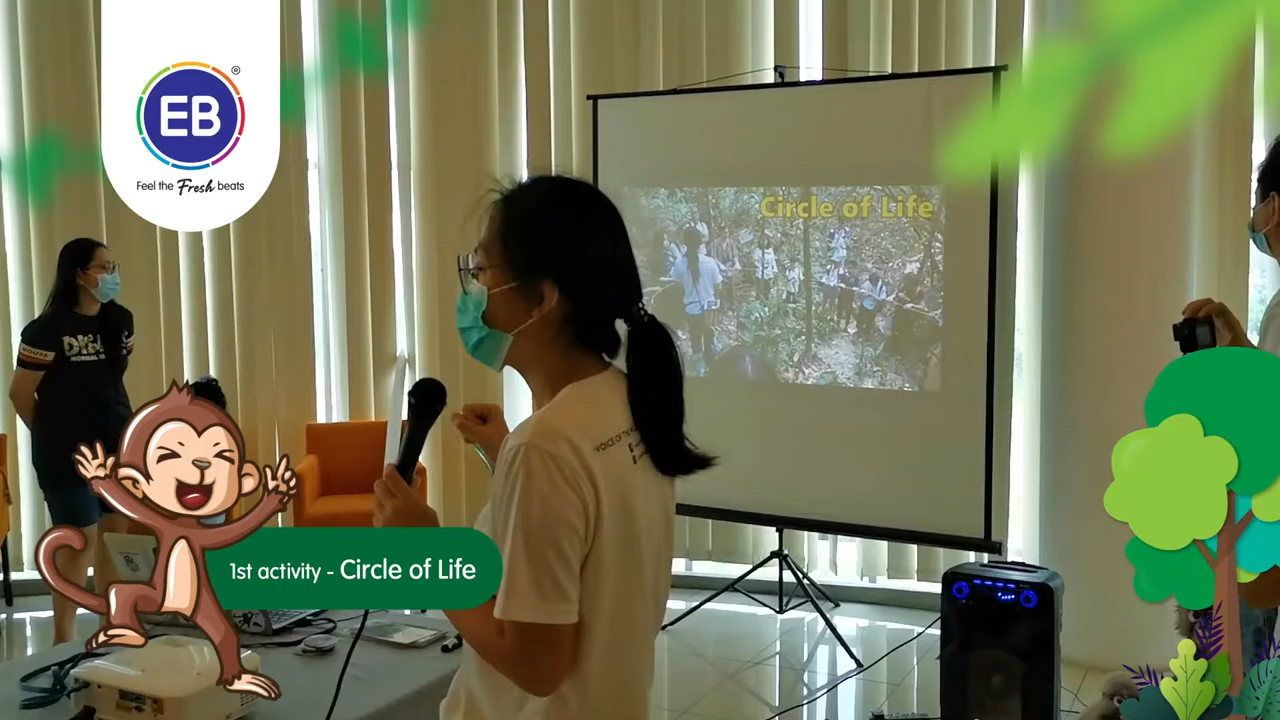 EB®
Feel the Fresh beats
Circle of Life
1st activity - Circle of Life